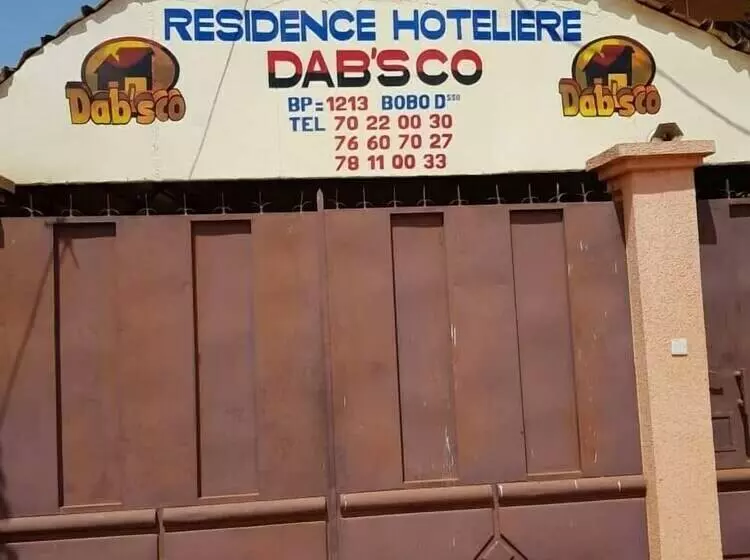 RESIDENCE HOTELIERE
DAB'S CO
Dab'sco
Dab'sco
BP = 1213 BOBO Dsso
TEL 70 22 00 30
76 60 70 27
78 11 00 33